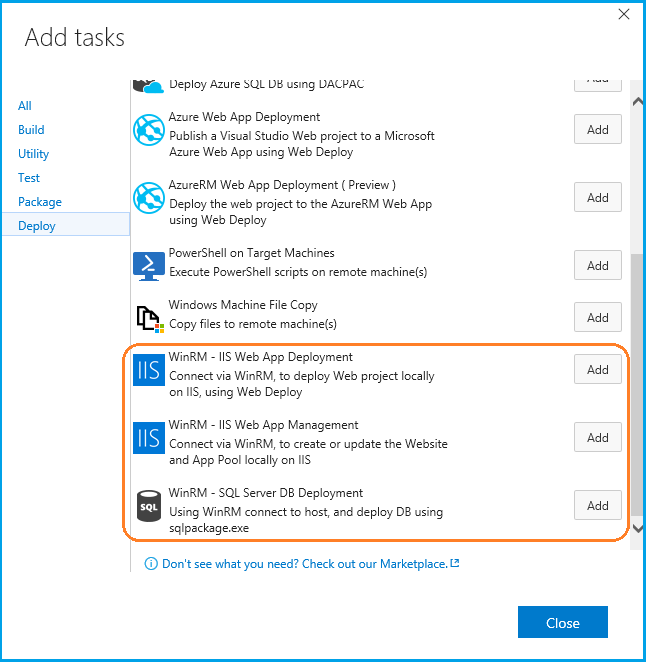 Add tasks
All
Build
Utility
Test
Package
Deploy
Deploy Azure SQL DB using DACPAC
Add
Azure Web App Deployment
Publish a Visual Studio Web project to a Microsoft
Azure Web App using Web Deploy
Add
AzureRM Web App Deployment ( Preview )
Deploy the web project to the AzureRM Web App
using Web Deploy
Add
PowerShell on Target Machines
Execute PowerShell scripts on remote machine(s)
Add
Windows Machine File Copy
Copy files to remote machine(s)
Add
IIS
WinRM - IIS Web App Deployment
Connect via WinRM, to deploy Web project locally
on IIS, using Web Deploy
Add
IIS
WinRM - IIS Web App Management
Connect via WinRM, to create or update the Website
and App Pool locally on IIS
Add
SQL
WinRM - SQL Server DB Deployment
Using WinRM connect to host, and deploy DB using
sqlpackage.exe
Add
Don't see what you need? Check out our Marketplace.
Close